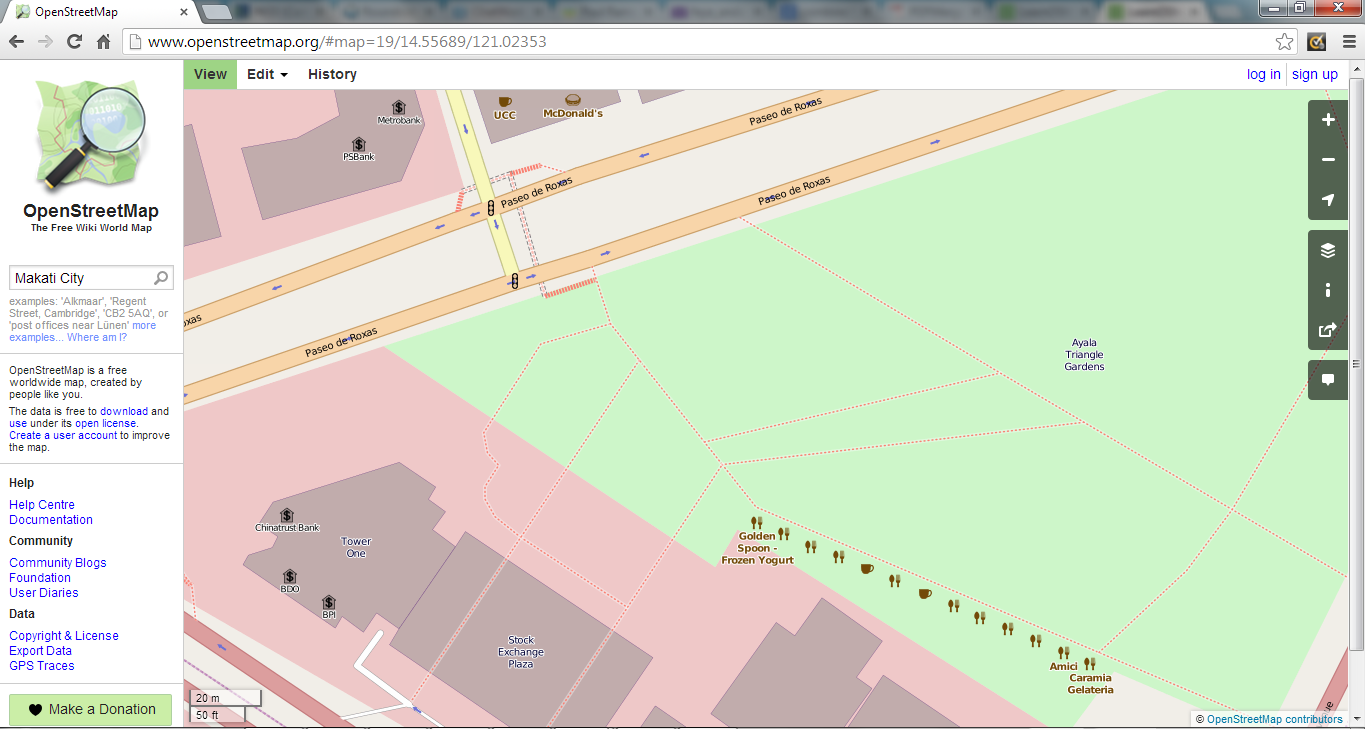 OpenStreetMap
www.openstreetmap.org/#map=19/14.55689/121.02353
View Edit History
log in sign up
OpenStreetMap
The Free Wiki World Map
Makati City
examples: 'Alkmaar', 'Regent
Street, Cambridge', 'CB2 5AQ', or
'post offices near Lünen' more
examples... Where am I?
OpenStreetMap is a free
worldwide map, created by
people like you.
The data is free to download and
use under its open license.
Create a user account to improve
the map.
Help
Help Centre
Documentation
Community
Community Blogs
Foundation
User Diaries
Data
Copyright & License
Export Data
GPS Traces
Make a Donation
Metrobank
PSBank
UCC
McDonald's
Paseo de Roxas
Paseo de Roxas
Paseo de Roxas
oxas
Paseo de Roxas
Ayala
Triangle
Gardens
Chinatrust Bank
Tower
One
BDO
BPI
Stock
Exchange
Plaza
Golden
Spoon -
Frozen Yogurt
Amici
Caramia
Gelateria
20 m
50 ft
© OpenStreetMap contributors